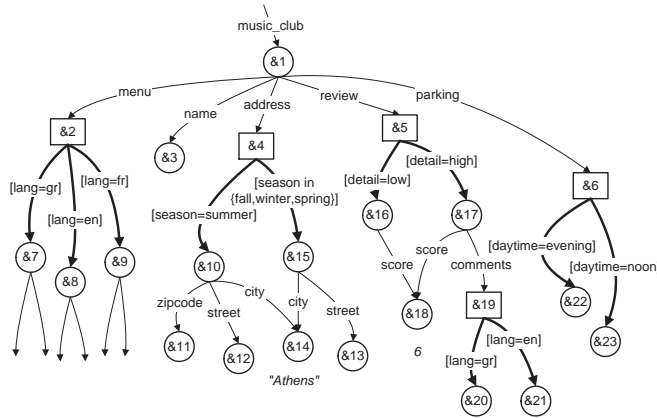 music_club
&1
menu
name
address
review
parking
&2
&3
&4
&5
&6
[lang=gr]
[lang=fr]
[lang=en]
[season=summer]
[season in
{fall,winter,spring}]
[detail=low]
[detail=high]
[daytime=evening]
[daytime=noon
&7
&8
&9
&10
&15
&16
&17
score
score
comments
zipcode
street
city
city
street
&11
&12
&14
&13
&18
&19
&22
&23
"Athens"
6
[lang=gr]
[lang=en]
&20
&21